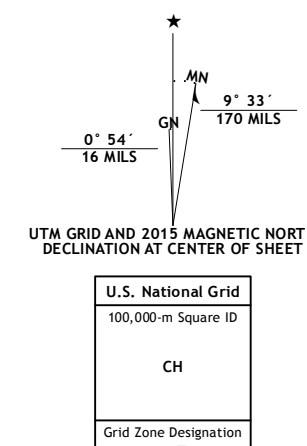 ★
MN
9° 33´
170 MILS
GN
0° 54´
16 MILS
UTM GRID AND 2015 MAGNETIC NORT
DECLINATION AT CENTER OF SHEET
U.S. National Grid
100,000-m Square ID
CH
Grid Zone Designation